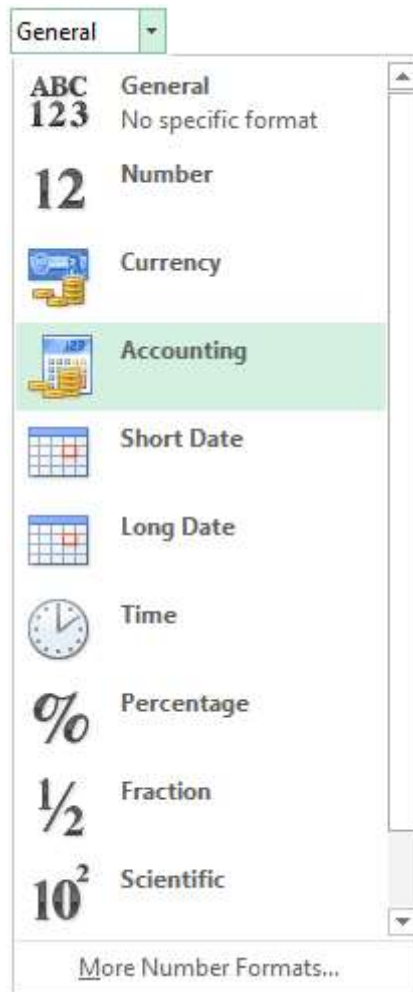 General
ABC
123
General
No specific format
12
Number
Currency
123
Accounting
Short Date
Long Date
Time
%
Percentage
1/2
Fraction
10²
Scientific
More Number Formats...